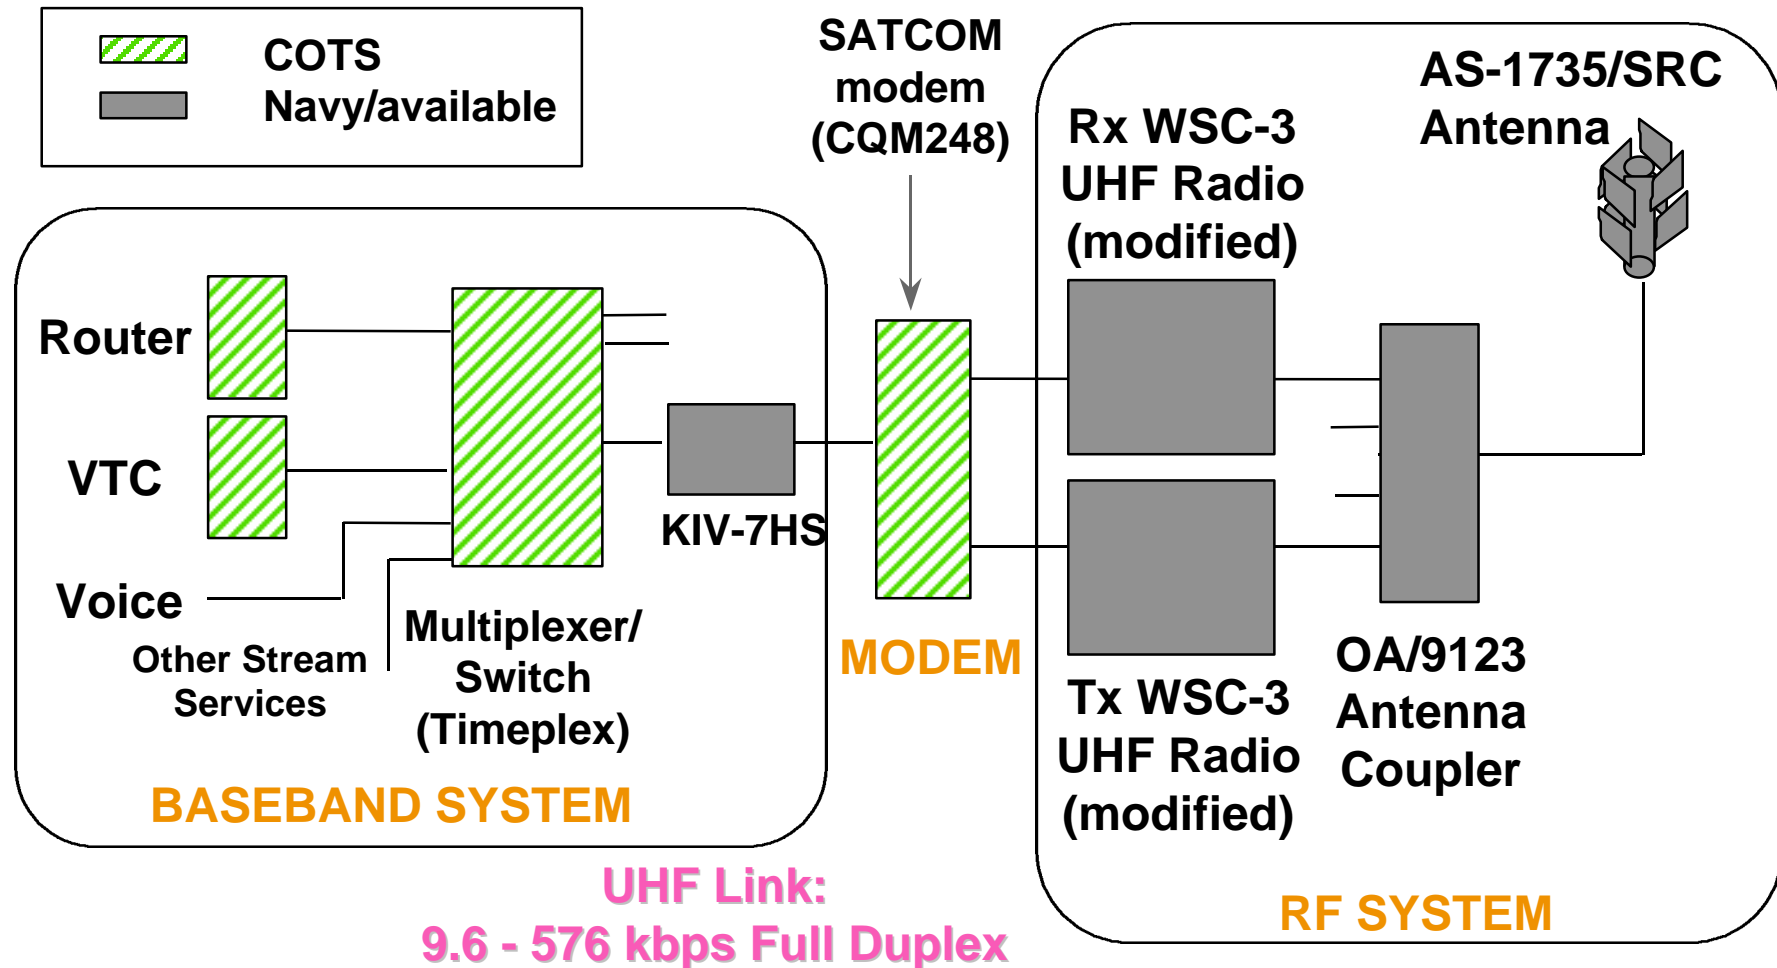 COTS
Navy/available
SATCOM
modem
(CQM248)
AS-1735/SRC
Antenna
Rx WSC-3
UHF Radio
(modified)
Router
VTC
Voice
Other Stream
Services
Multiplexer/
Switch
(Timeplex)
KIV-7HS
BASEBAND SYSTEM
MODEM
Tx WSC-3
UHF Radio
(modified)
OA/9123
Antenna
Coupler
RF SYSTEM
UHF Link:
9.6 - 576 kbps Full Duplex